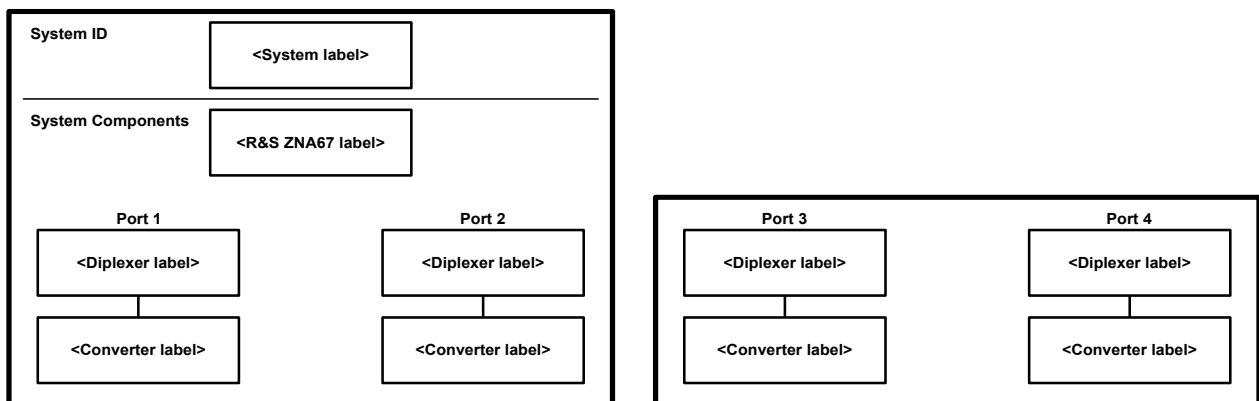 System ID
<System label>
System Components
<R&S ZNA67 label>
Port 1
Port 2
<Diplexer label>
<Diplexer label>
<Converter label>
<Converter label>
Port 3
Port 4
<Diplexer label>
<Diplexer label>
<Converter label>
<Converter label>